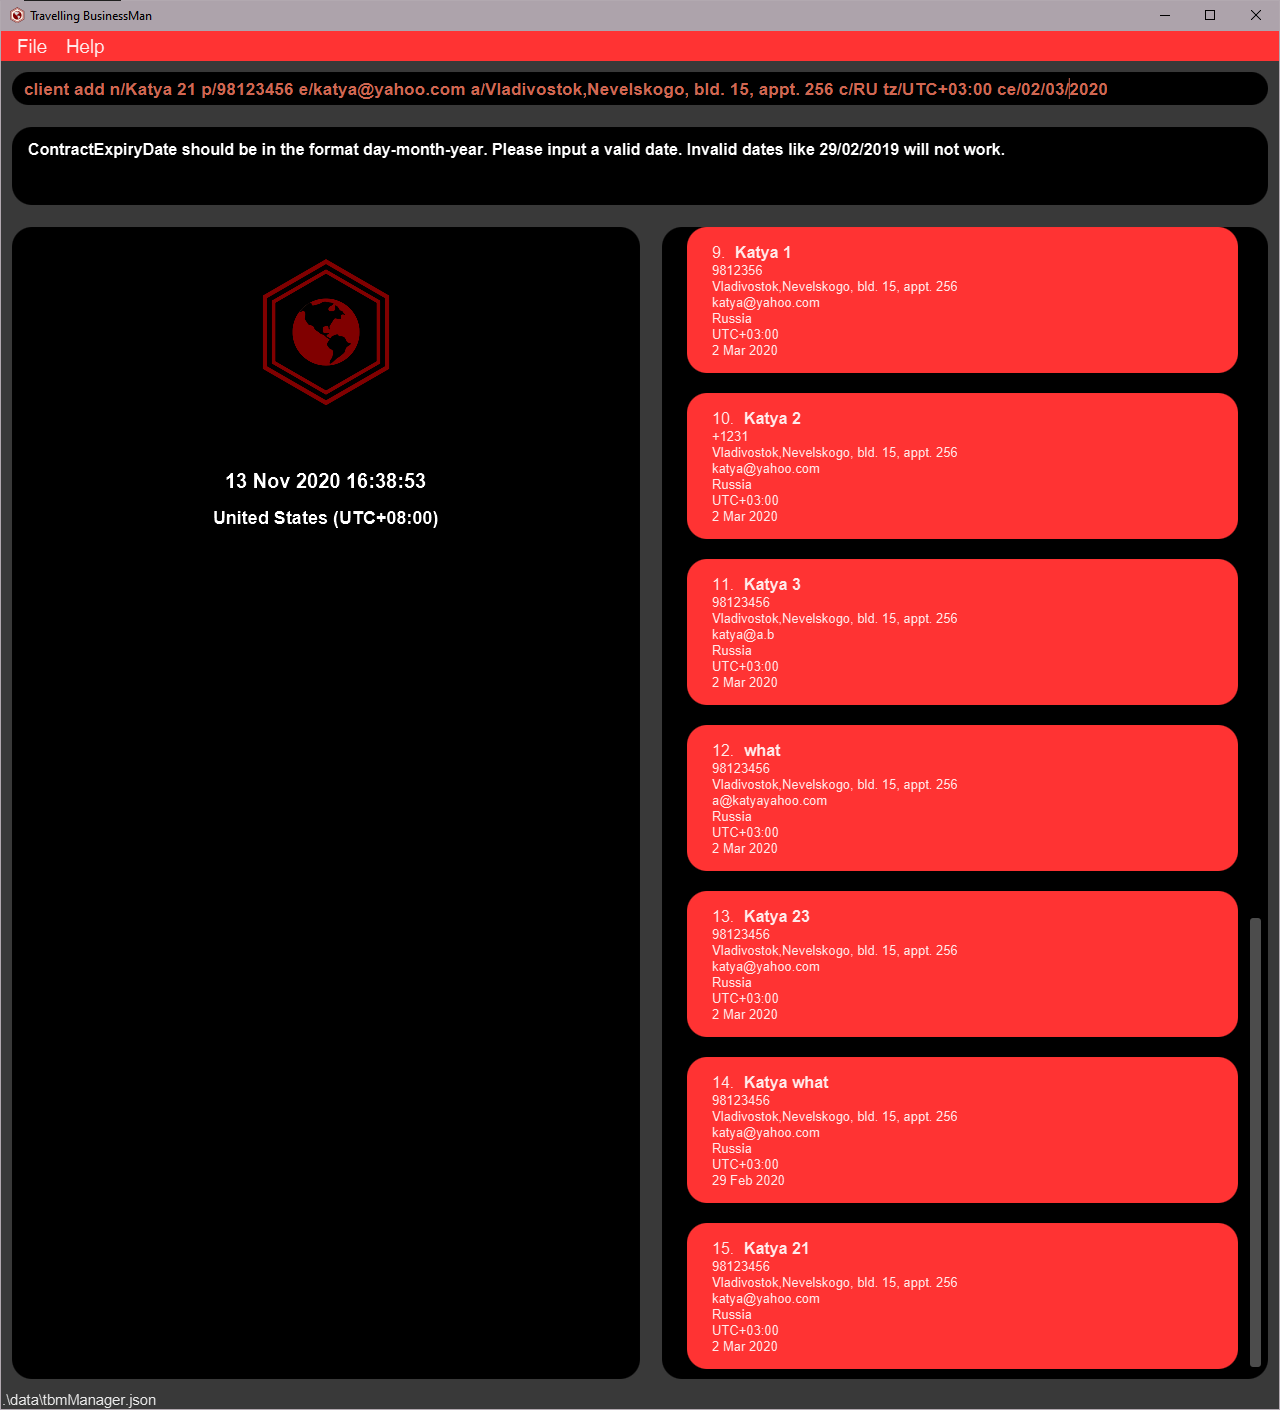 Travelling BusinessMan
File Help
client add n/Katya 21 p/98123456 e/katya@yahoo.com a/Vladivostok,Nevelskogo, bld. 15, appt. 256 c/RU tz/UTC+03:00 ce/02/03/2020
ContractExpiryDate should be in the format day-month-year. Please input a valid date. Invalid dates like 29/02/2019 will not work.
13 Nov 2020 16:38:53
United States (UTC+08:00)
9. Katya 1
9812356
Vladivostok,Nevelskogo, bld. 15, appt. 256
katya@yahoo.com
Russia
UTC+03:00
2 Mar 2020
10. Katya 2
+1231
Vladivostok,Nevelskogo, bld. 15, appt. 256
katya@yahoo.com
Russia
UTC+03:00
2 Mar 2020
11. Katya 3
98123456
Vladivostok,Nevelskogo, bld. 15, appt. 256
katya@a.b
Russia
UTC+03:00
2 Mar 2020
12. what
98123456
Vladivostok,Nevelskogo, bld. 15, appt. 256
a@katyayahoo.com
Russia
UTC+03:00
2 Mar 2020
13. Katya 23
98123456
Vladivostok,Nevelskogo, bld. 15, appt. 256
katya@yahoo.com
Russia
UTC+03:00
2 Mar 2020
14. Katya what
98123456
Vladivostok,Nevelskogo, bld. 15, appt. 256
katya@yahoo.com
Russia
UTC+03:00
29 Feb 2020
15. Katya 21
98123456
Vladivostok,Nevelskogo, bld. 15, appt. 256
katya@yahoo.com
Russia
UTC+03:00
2 Mar 2020
.\data\tbmManager.json